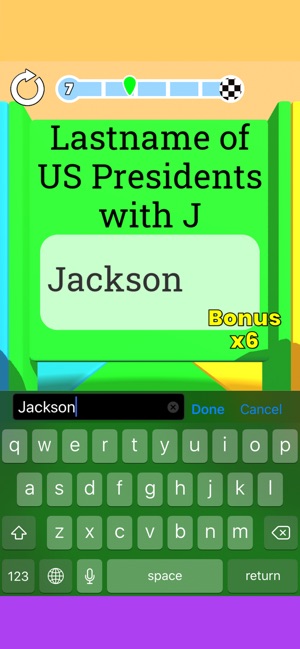 7
Lastname of
US Presidents
with J
Jackson
Bonus
x6
Jackson Done Cancel
q w e r t y u i o p
a s d f g h j k l
z x c v b n m
123 space return